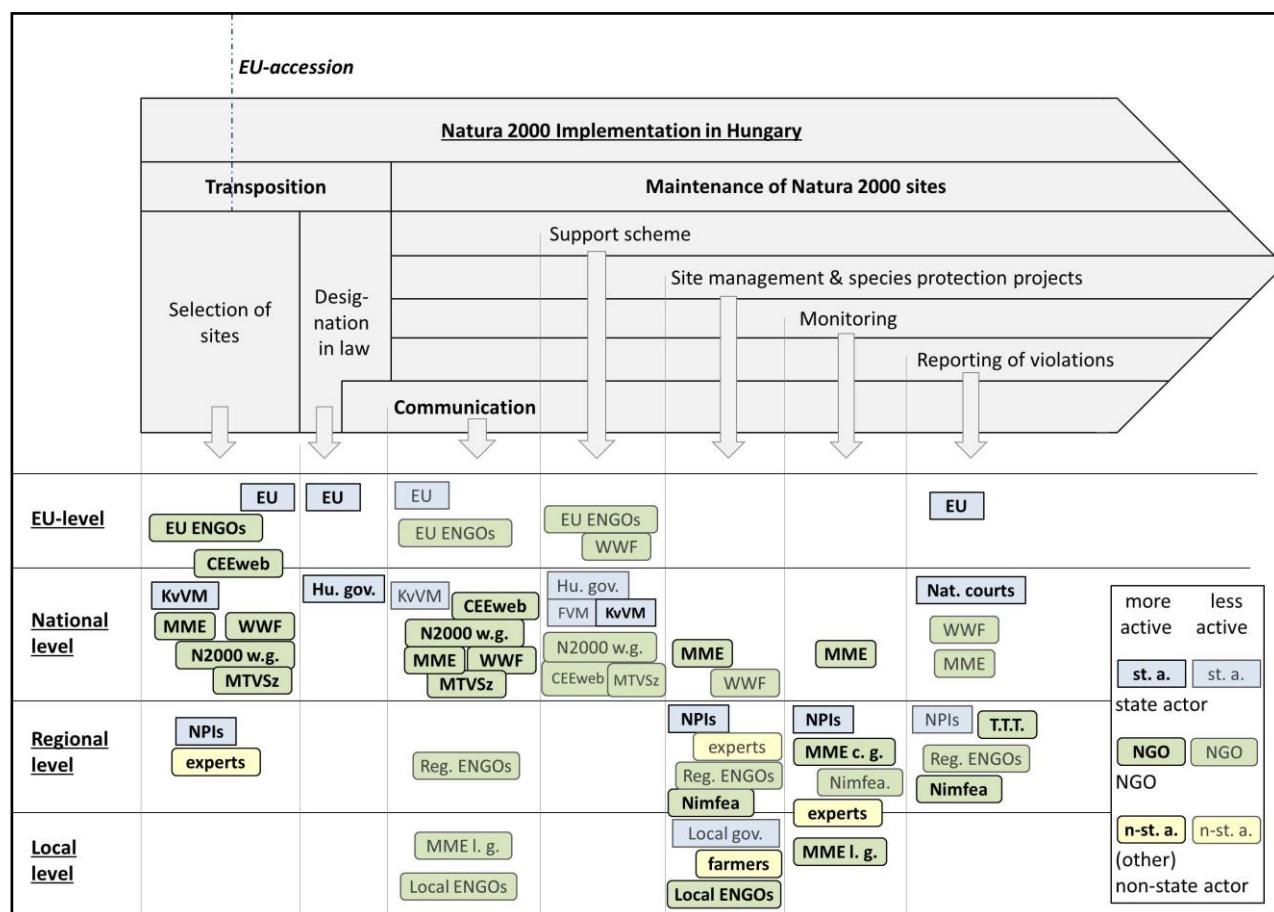 EU-accession
Natura 2000 Implementation in Hungary
Transposition
Maintenance of Natura 2000 sites
Support scheme
Site management & species protection projects
Selection of
sites
Desig-
nation
in law
Monitoring
Reporting of violations
Communication
EU-level
EU
EU ENGOs
CEEweb
EU
EU
EU ENGOs
EU ENGOs
WWF
EU
National
level
KvVM
MME
WWF
N2000 w.g.
MTVSz
Hu. gov.
KvVM
CEEweb
N2000 w.g.
MME
WWF
MTVSz
Hu. gov.
FVM
KvVM
N2000 w.g.
CEEweb
MTVSz
MME
WWF
MME
Nat. courts
WWF
MME
Regional
level
NPIs
experts
Reg. ENGOs
NPIs
experts
Reg. ENGOs
Nimfea
NPIs
MME c. g.
Nimfea.
experts
NPIs
T.T.T.
Reg. ENGOs
Nimfea
Local
level
MME l. g.
Local ENGOs
Local gov.
farmers
Local ENGOs
MME l. g.
more
active
less
active
st. a.
st. a.
state actor
NGO
NGO
NGO
n-st. a.
n-st. a.
(other)
non-state actor